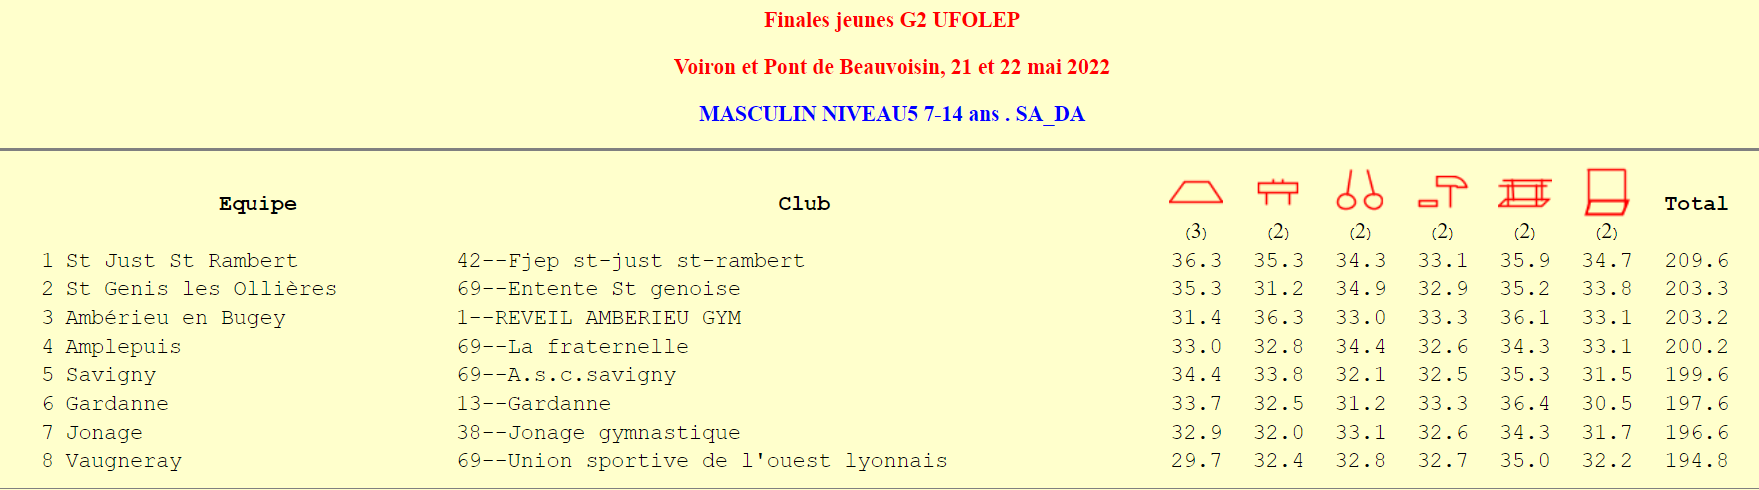 Finales jeunes G2 UFOLEP
Voiron et Pont de Beauvoisin, 21 et 22 mai 2022
MASCULIN NIVEAU5 7-14 ans . SA_DA
Equipe Club Total
(3) (2) (2) (2) (2) (2)
1 St Just St Rambert 42--Fjep st-just st-rambert 36.3 35.3 34.3 33.1 35.9 34.7 209.6
2 St Genis les Ollières 69--Entente St genoise 35.3 31.2 34.9 32.9 35.2 33.8 203.3
3 Ambérieu en Bugey 1--REVEIL AMBERIEU GYM 31.4 36.3 33.0 33.3 36.1 33.1 203.2
4 Amplepuis 69--La fraternelle 33.0 32.8 34.4 32.6 34.3 33.1 200.2
5 Savigny 69--A.s.c.savigny 34.4 33.8 32.1 32.5 35.3 31.5 199.6
6 Gardanne 13--Gardanne 33.7 32.5 31.2 33.3 36.4 30.5 197.6
7 Jonage 38--Jonage gymnastique 32.9 32.0 33.1 32.6 34.3 31.7 196.6
8 Vaugneray 69--Union sportive de l'ouest lyonnais 29.7 32.4 32.8 32.7 35.0 32.2 194.8